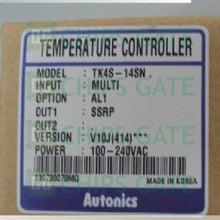 TEMPERATURE CONTROLLER
MODEL : TK4S-14SN .
INPUT : MULTI
OPTION : AL1
OUT1 : SSRP
OUT2 :
VERSION : V10J(414)***
POWER : 100-240VAC
MADE IN KOREA
Autonics